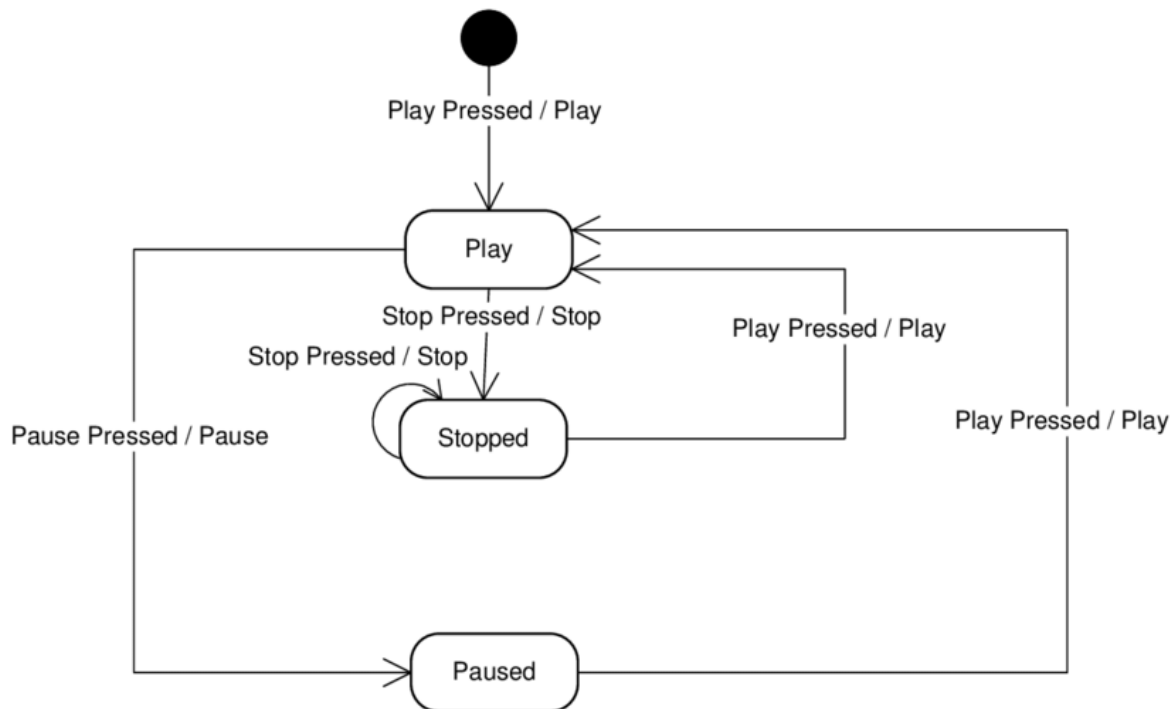 Play Pressed / Play
Play
Stop Pressed / Stop
Play Pressed / Play
Stop Pressed / Stop
Play Pressed / Play
Pause Pressed / Pause
Stopped
Paused